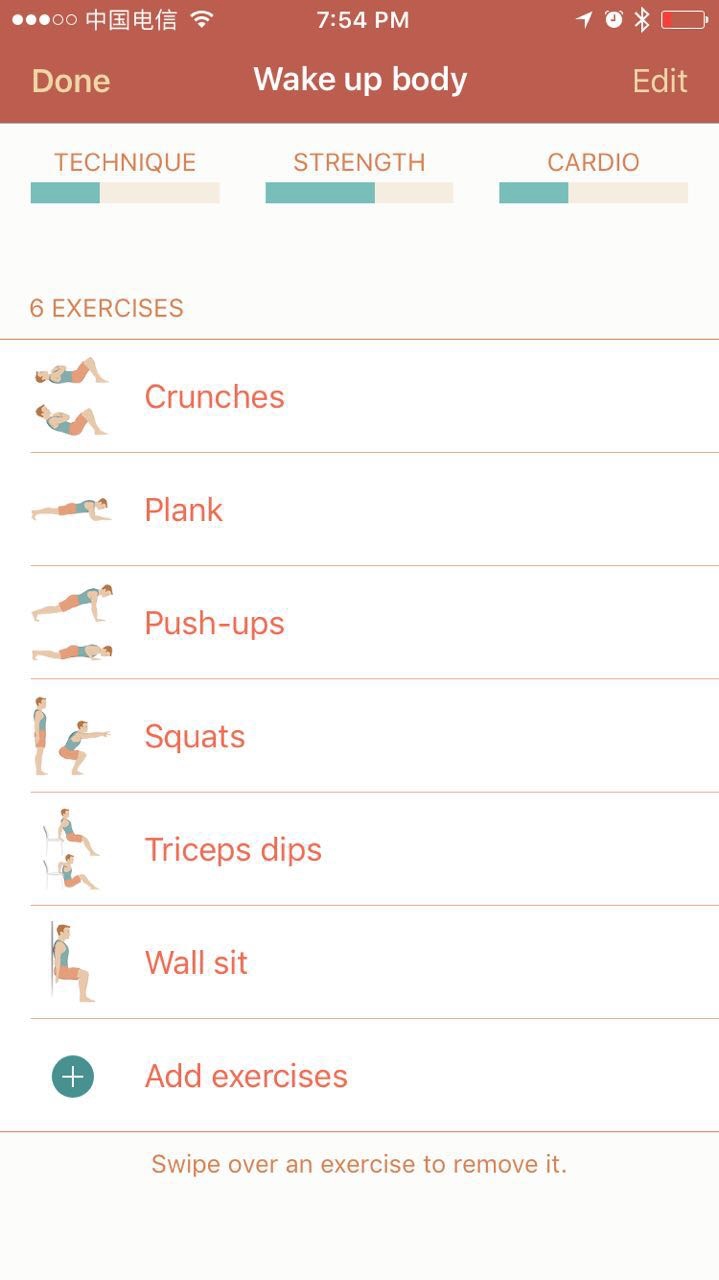 中国电信 7:54 PM
Done Wake up body Edit
TECHNIQUE STRENGTH CARDIO
6 EXERCISES
Crunches
Plank
Push-ups
Squats
Triceps dips
Wall sit
Add exercises
Swipe over an exercise to remove it.